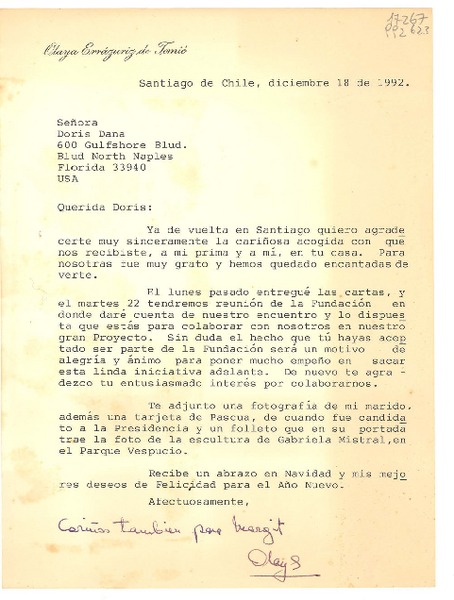 17267
002623
Olaya Errázuriz de Tomić
Santiago de Chile, diciembre 18 de 1992.
Señora
Doris Dana
600 Gulfshore Blud.
Blud North Naples
Florida 33940
USA
Querida Doris:
Ya de vuelta en Santiago quiero agrade
certe muy sinceramente la cariñosa acogida con que
nos recibiste, a mi prima y a mí, en tu casa. Para
nosotras fue muy grato y hemos quedado encantadas de
verte.
El lunes pasado entregué las cartas, y
el martes 22 tendremos reunión de la Fundación en
donde daré cuenta de nuestro encuentro y lo dispues
ta que estás para colaborar con nosotros en nuestro
gran Proyecto. Sin duda el hecho que tú hayas acep
tado ser parte de la Fundación será un motivo de
alegría y ánimo para poner mucho empeño en sacar
esta linda iniciativa adelante. De nuevo te agra-
dezco tu entusiasmado interés por colaborarnos.
Te adjunto una fotografía de mi marido,
además una tarjeta de Pascua, de cuando fue candida
to a la Presidencia y un folleto que en su portada
trae la foto de la escultura de Gabriela Mistral,en
el Parque Vespucio.
Recibe un abrazo en Navidad y mis mejo
res deseos de Felicidad para el Año Nuevo.
Afectuosamente,
Cariños tambien para Margit
Olaya